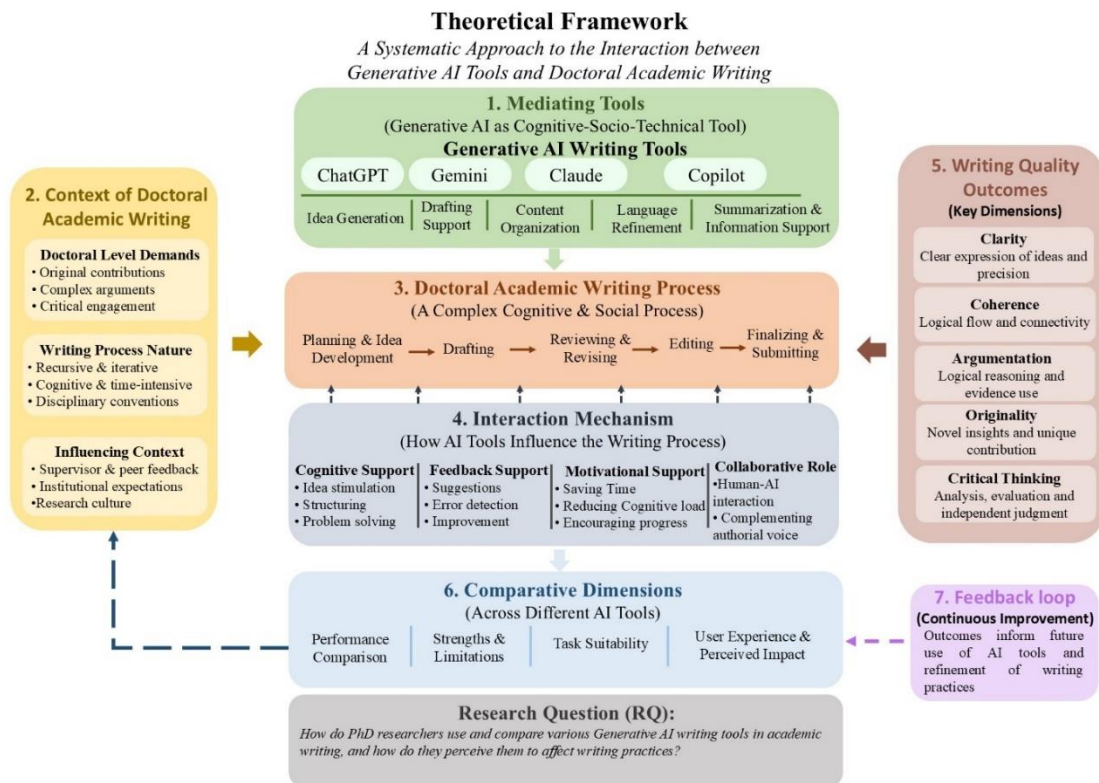 Theoretical Framework
A Systematic Approach to the Interaction between
Generative AI Tools and Doctoral Academic Writing
1. Mediating Tools
(Generative AI as Cognitive-Socio-Technical Tool)
Generative AI Writing Tools
ChatGPT
Gemini
Claude
Copilot
Idea Generation
Drafting
Support
Content
Organization
Language
Refinement
Summarization &
Information Support
2. Context of Doctoral
Academic Writing
Doctoral Level Demands
• Original contributions
• Complex arguments
• Critical engagement
Writing Process Nature
• Recursive & iterative
• Cognitive & time-intensive
• Disciplinary conventions
Influencing Context
• Supervisor & peer feedback
• Institutional expectations
•Research culture
3. Doctoral Academic Writing Process
(A Complex Cognitive & Social Process)
Planning & Idea
Development
Drafting
Reviewing &
Revising
Editing
Finalizing &
Submitting
4. Interaction Mechanism
(How AI Tools Influence the Writing Process)
Cognitive Support
• Idea stimulation
• Structuring
• Problem solving
Feedback Support
• Suggestions
• Error detection
• Improvement
Motivational Support
• Saving Time
• Reducing Cognitive load
• Encouraging progress
Collaborative Role
•Human-AI
interaction
• Complementing
authorial voice
5. Writing Quality
Outcomes
(Key Dimensions)
Clarity
Clear expression of ideas and
precision
Coherence
Logical flow and connectivity
Argumentation
Logical reasoning and
evidence use
Originality
Novel insights and unique
contribution
Critical Thinking
Analysis, evaluation and
independent judgment
6. Comparative Dimensions
(Across Different AI Tools)
Performance
Comparison
Strengths &
Limitations
Task Suitability
User Experience &
Perceived Impact
7. Feedback loop
(Continuous Improvement)
Outcomes inform future
use of AI tools and
refinement of writing
practices
Research Question (RQ):
How do PhD researchers use and compare various Generative AI writing tools in academic
writing, and how do they perceive them to affect writing practices?